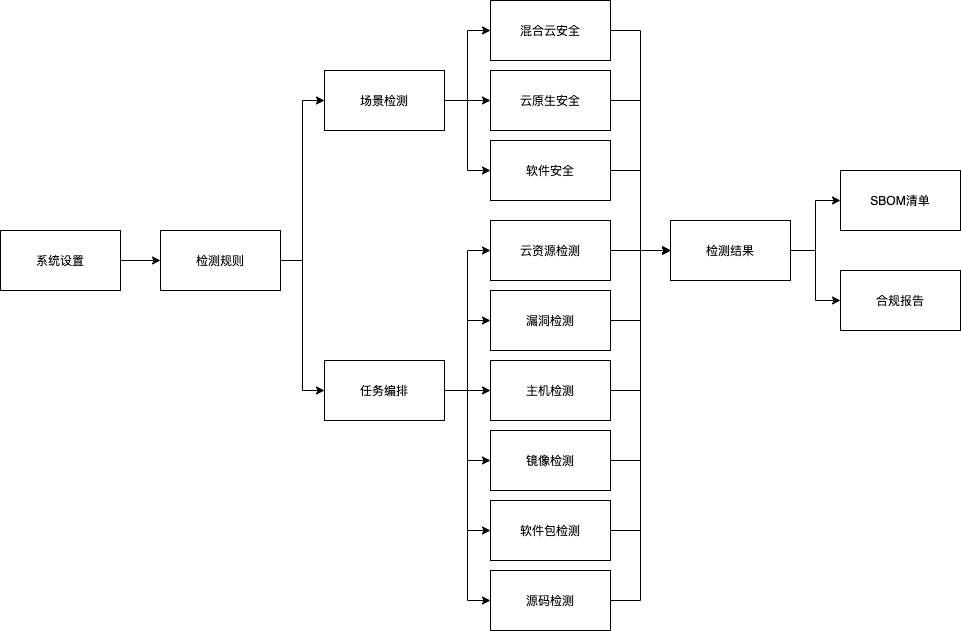 系统设置
检测规则
场景检测
任务编排
混合云安全
云原生安全
软件安全
云资源检测
漏洞检测
主机检测
镜像检测
软件包检测
源码检测
检测结果
SBOM清单
合规报告